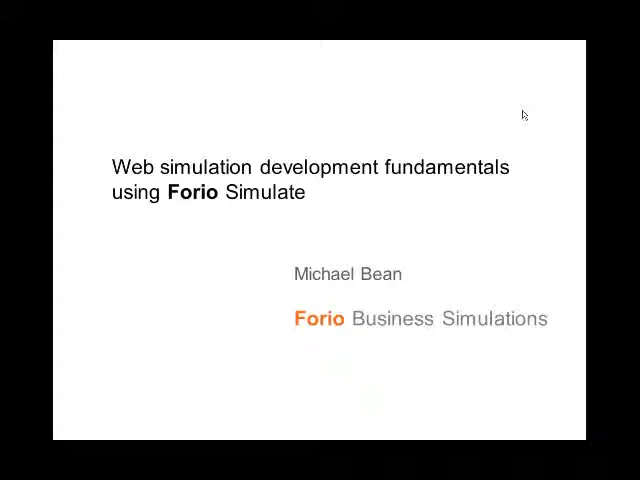 Web simulation development fundamentals
using Forio Simulate
Michael Bean
Forio Business Simulations